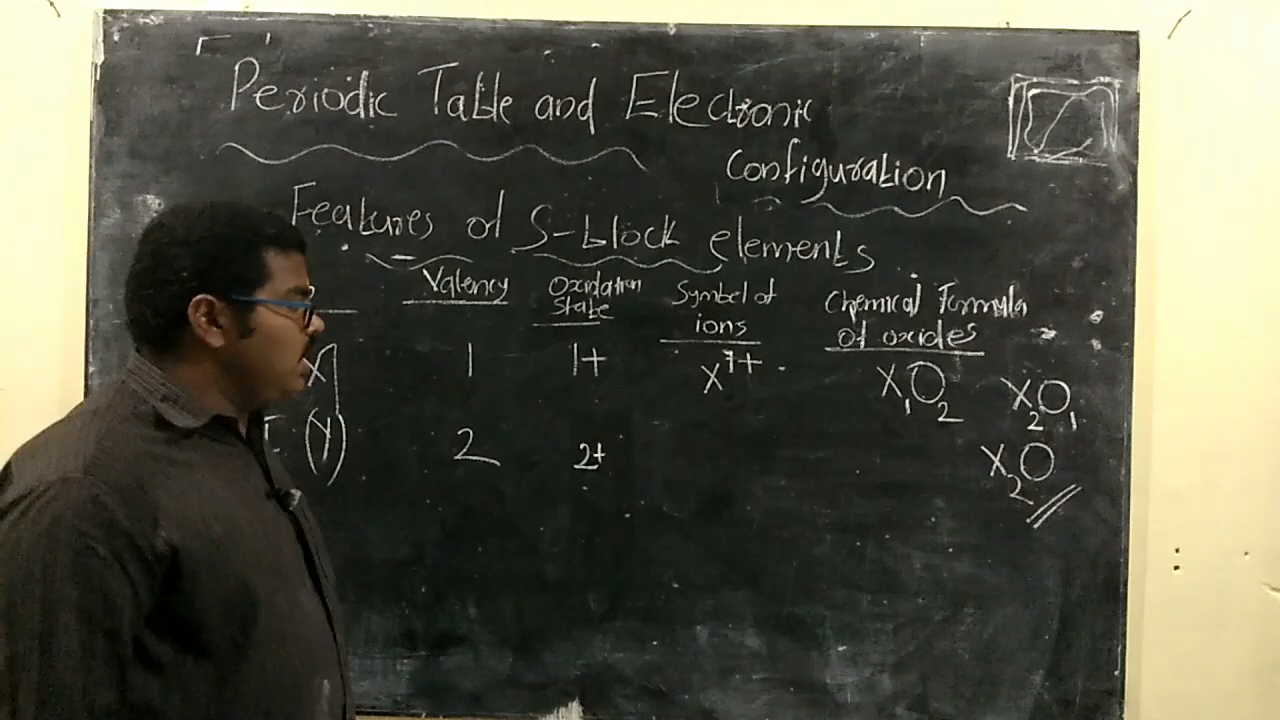 Periodic Table and Electronic
Configuration
Features of S-block elements
Valency Oxidation State Symbol of ions Chemical Formula of oxides
X 1 1+ X1+ X1O2 X2O1
(Y) 2 2+ X2O